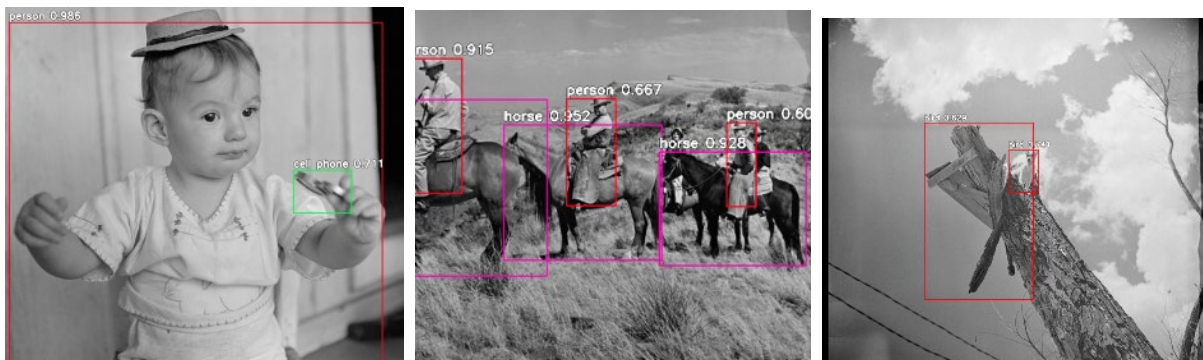 person 0.986
cell phone 0.711
rson 0.915
person 0.667
horse 0.952
person 0.60
horse 0.928